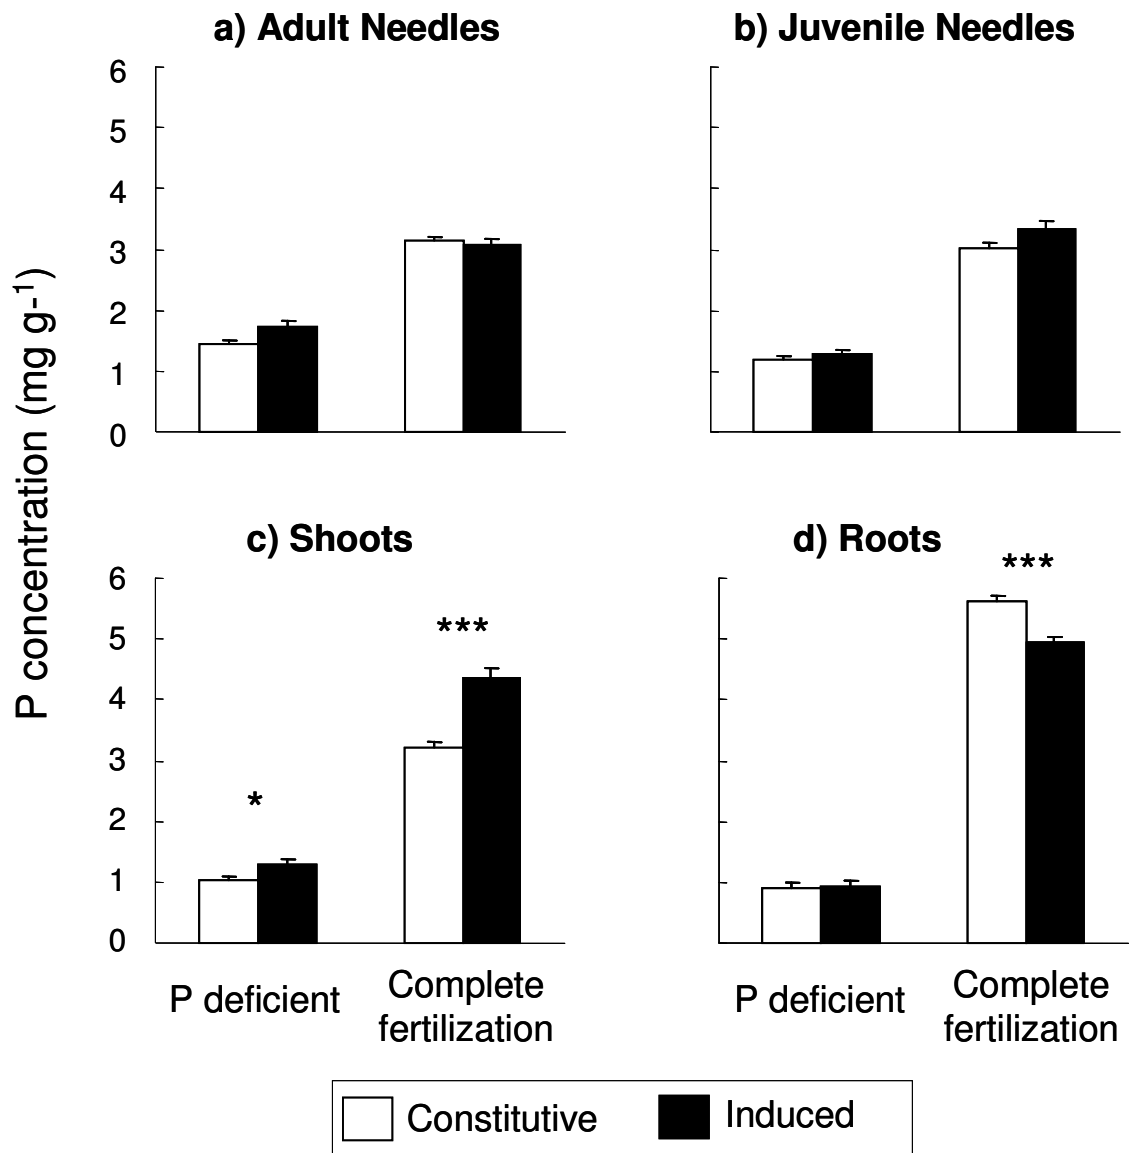 a) Adult Needles
b) Juvenile Needles
P concentration (mg g-1)
6
5
4
3
2
1
0
c) Shoots
d) Roots
6
5
4
3
2
1
0
*
***
***
P deficient
Complete
fertilization
P deficient
Complete
fertilization
Constitutive
Induced